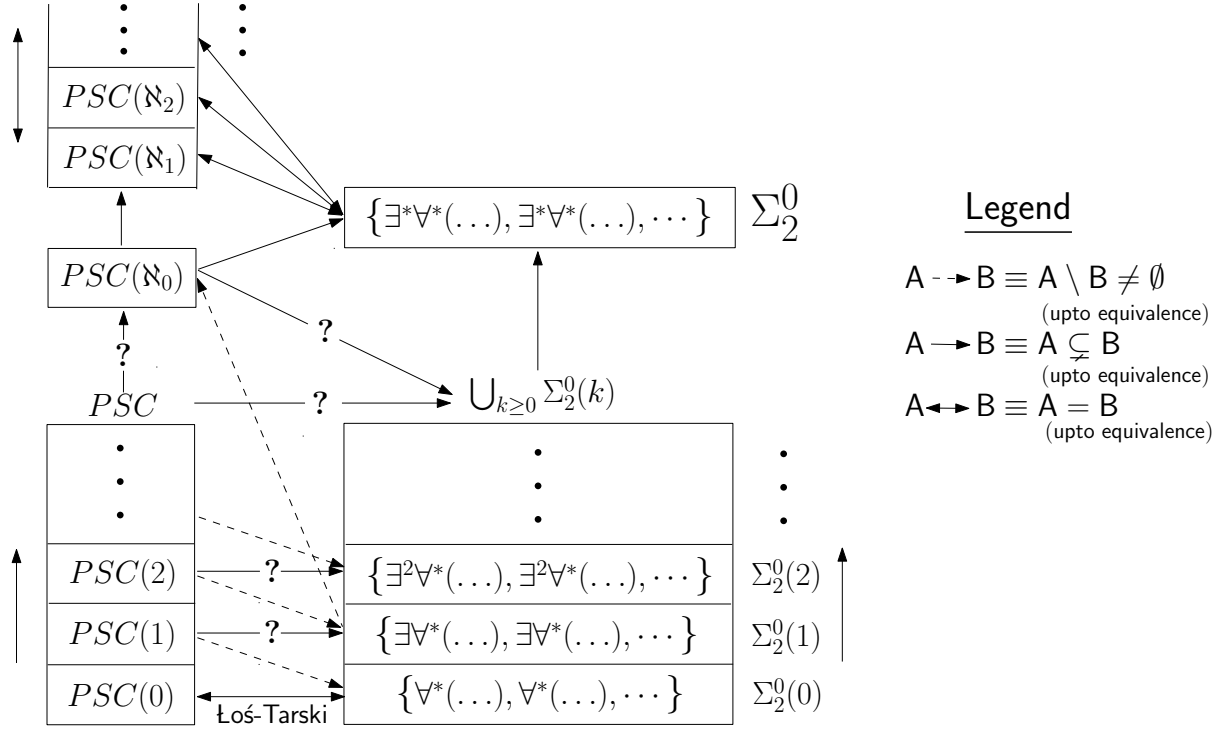 PSC(ℵ₂)
PSC(ℵ₁)
{∃*∀*(...), ∃*∀*(...), ···} Σ⁰₂
PSC(ℵ₀)
?
?
PSC ? ⋃ₖ≥₀ Σ⁰₂(k)
PSC(2) ? {∃²∀*(...), ∃²∀*(...), ···} Σ⁰₂(2)
PSC(1) ? {∃∀*(...), ∃∀*(...), ···} Σ⁰₂(1)
PSC(0) {∀*(...), ∀*(...), ···} Σ⁰₂(0)
Łoś-Tarski
Legend
A ⇢ B ≡ A \ B ≠ ∅
(upto equivalence)
A → B ≡ A ⊊ B
(upto equivalence)
A ↔ B ≡ A = B
(upto equivalence)